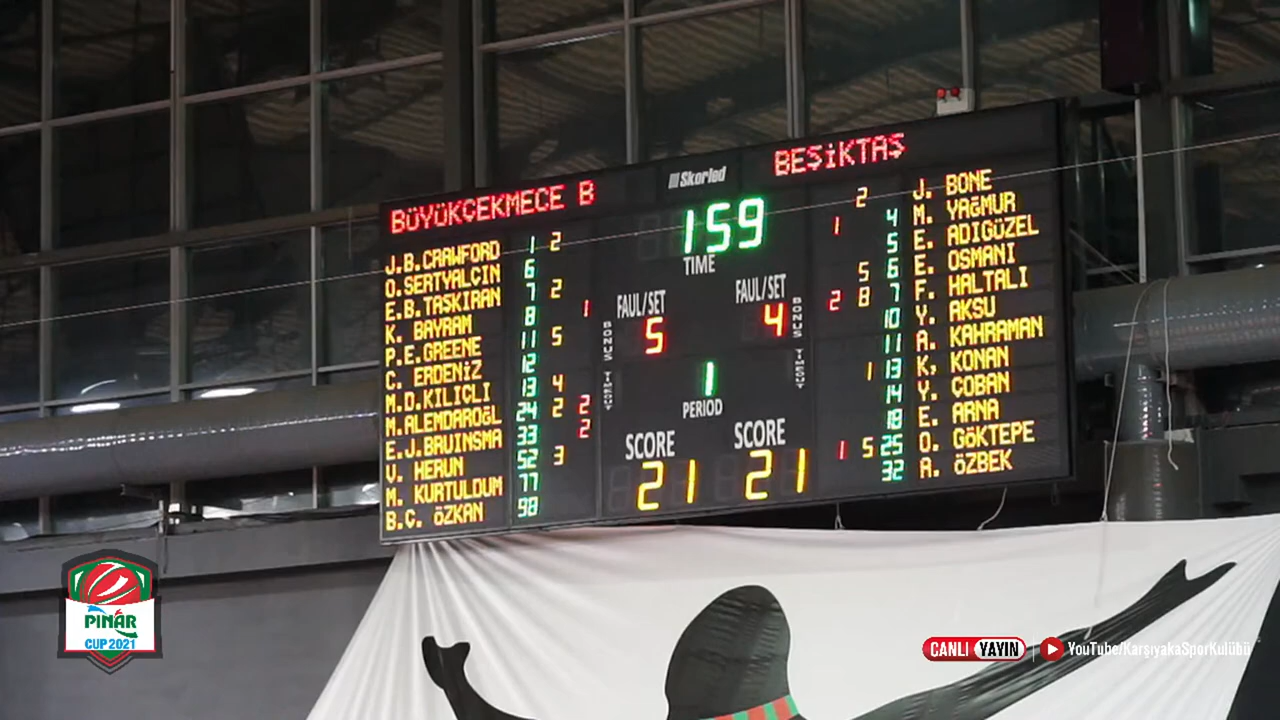 BÜYÜKÇEKMECE B
Skorled
BEŞİKTAŞ
J.B.CRAWFORD 1 2
O.SERTYALÇIN 6
E.B.TAŞKIRAN 7 2
K. BAYRAM 8 1
P.E.GREENE 11 5
C. ERDENİZ 12
M.D.KILIÇLI 13 4
M.ALEMDAROĞL 24 2 2
E.J.BRUINSMA 33 2
V. HERUN 52 3
M. KURTULDUM 77
B.Ç. ÖZKAN 98
159
TIME
FAUL/SET
FAUL/SET
5
4
BONUS
BONUS
TIMEOUT
TIMEOUT
1
PERIOD
SCORE
SCORE
21
21
2 J. BONE
1 4 M. YAĞMUR
5 E. ADIGÜZEL
5 6 E. OSMANI
2 8 7 F. HALTALI
10 Y. AKSU
11 A. KAHRAMAN
1 13 K. KONAN
14 Y. ÇOBAN
18 E. ARNA
1 5 25 D. GÖKTEPE
32 A. ÖZBEK
PINAR
CUP 2021
CANLI YAYIN
YouTube/KarşıyakaSporKulübü